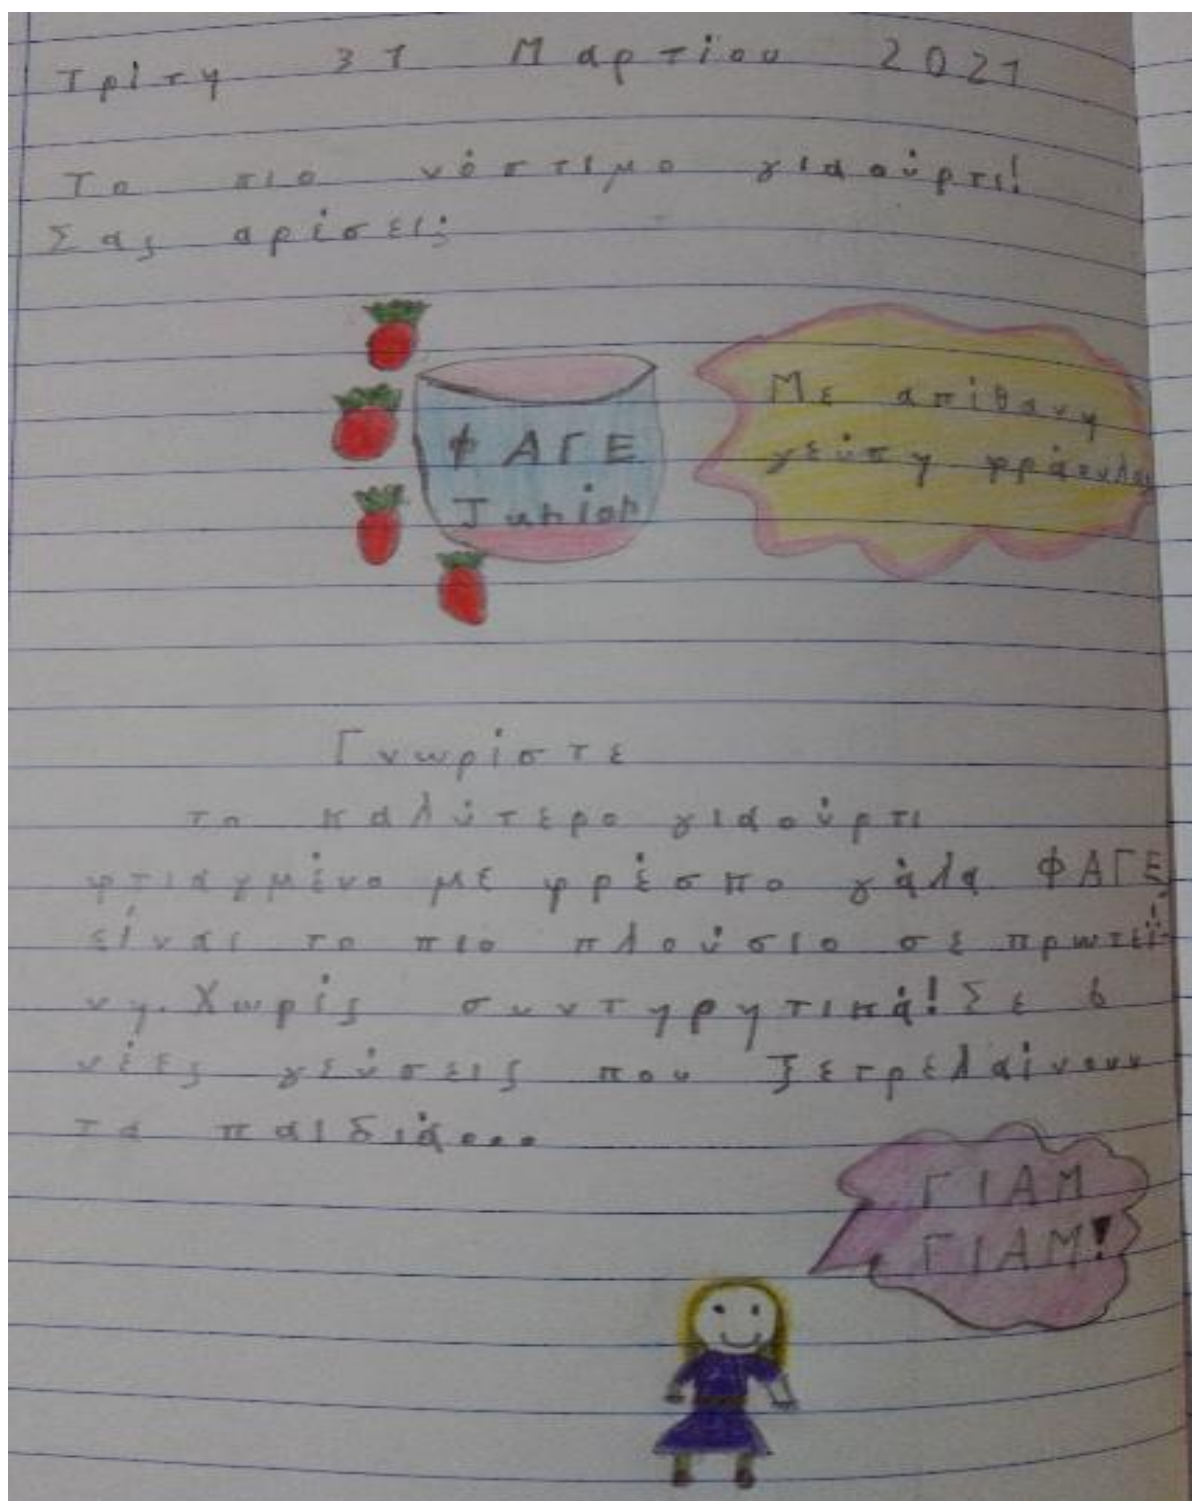 Τρίτη 31 Μαρτίου 2021
Το πιο νόστιμο γιαούρτι!
Σας αρίσει;
Με απίθανη
γεύση φράουλα
ΦΑΓΕ
Junior
Γνωρίστε
το καλύτερο γιαούρτι
φτιαγμένο με φρέσκο γάλα ΦΑΓΕ
είναι το πιο πλούσιο σε πρωτεΐ-
νη. Χωρίς συντηρητικά! Σε 6
νέες γεύσεις που ξετρελαίνουν
τα παιδιά...
ΓΙΑΜ
ΓΙΑΜ!